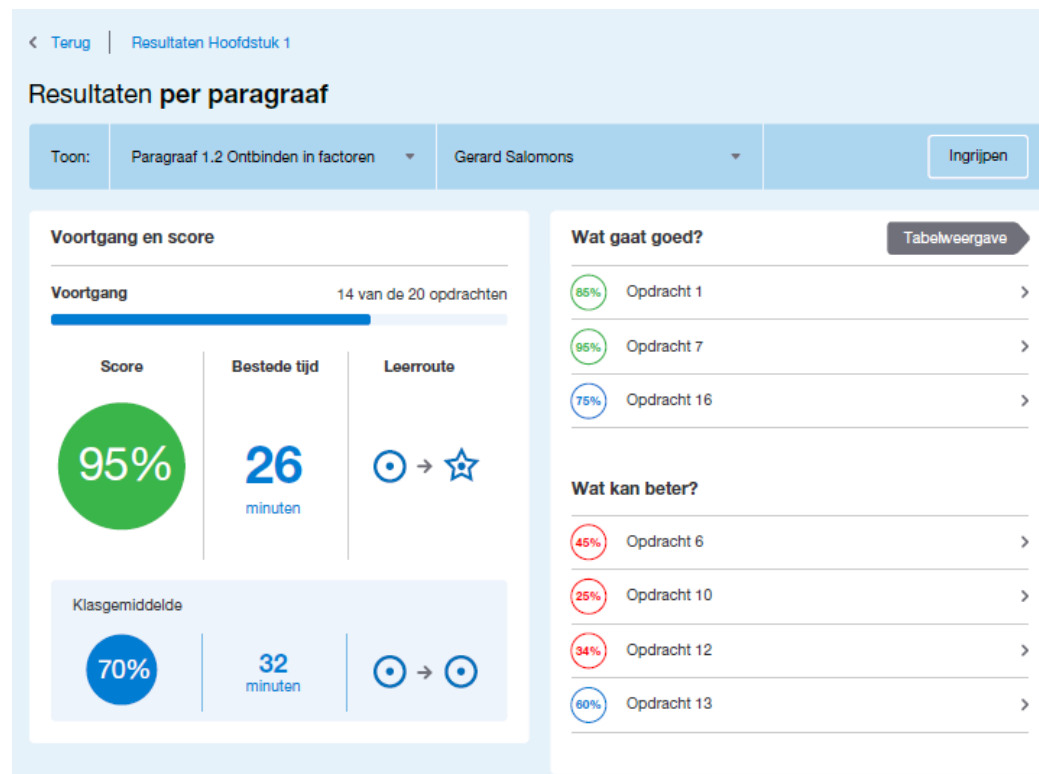 Terug
Resultaten Hoofdstuk 1
Resultaten per paragraaf
Toon:
Paragraaf 1.2 Ontbinden in factoren
Gerard Salomons
Ingrijpen
Voortgang en score
Voortgang
14 van de 20 opdrachten
Score
Bestede tijd
Leerroute
95%
26
minuten
Klasgemiddelde
70%
32
minuten
Wat gaat goed?
Tabelweergave
85%
Opdracht 1
95%
Opdracht 7
75%
Opdracht 16
Wat kan beter?
45%
Opdracht 6
25%
Opdracht 10
34%
Opdracht 12
60%
Opdracht 13